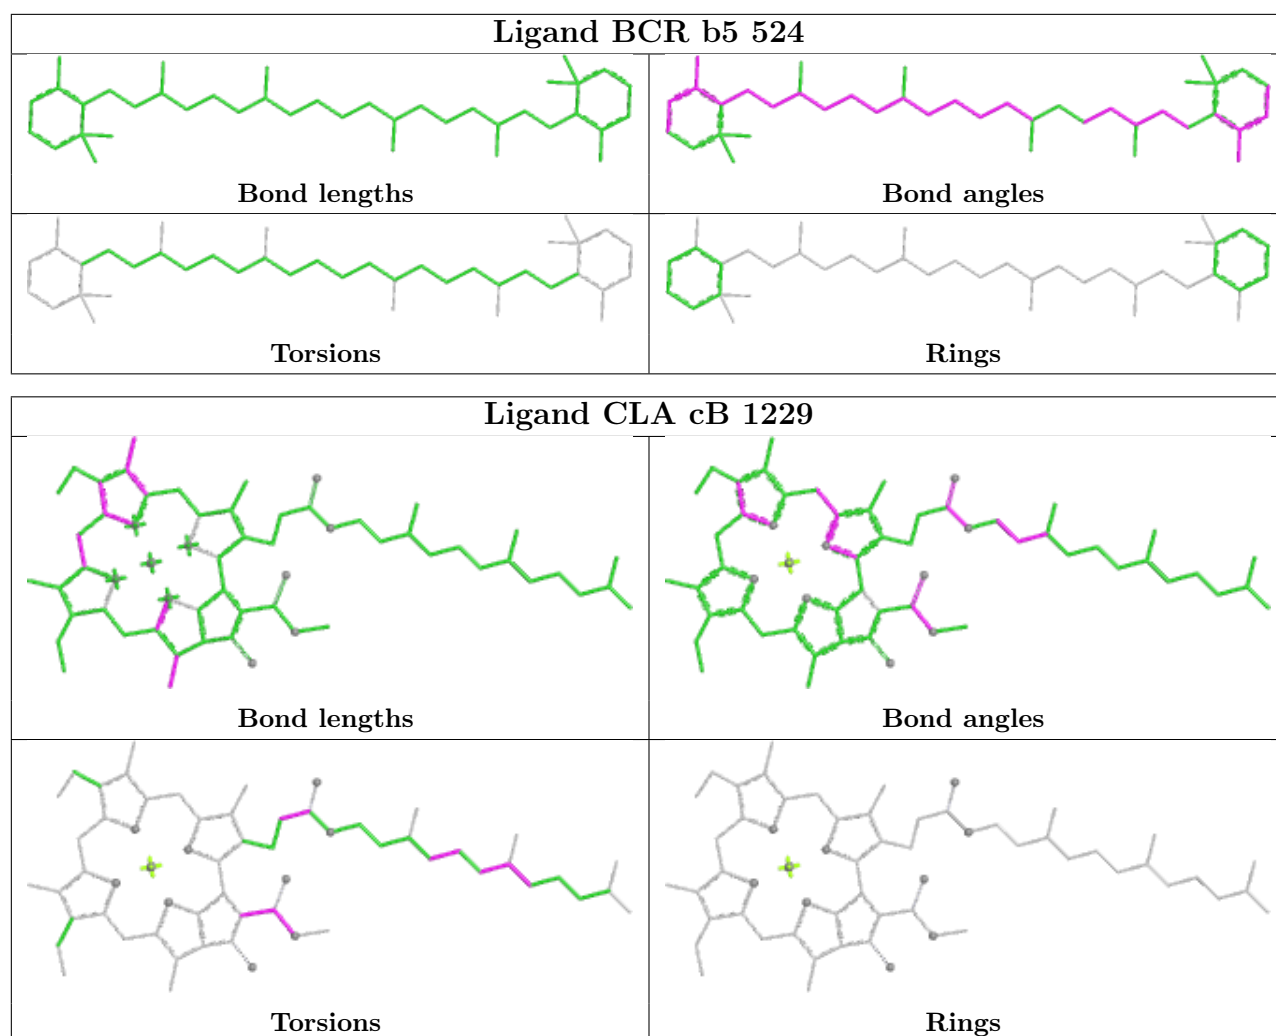 Ligand BCR b5 524
Bond lengths
Bond angles
Torsions
Rings
Ligand CLA cB 1229
Bond lengths
Bond angles
Torsions
Rings